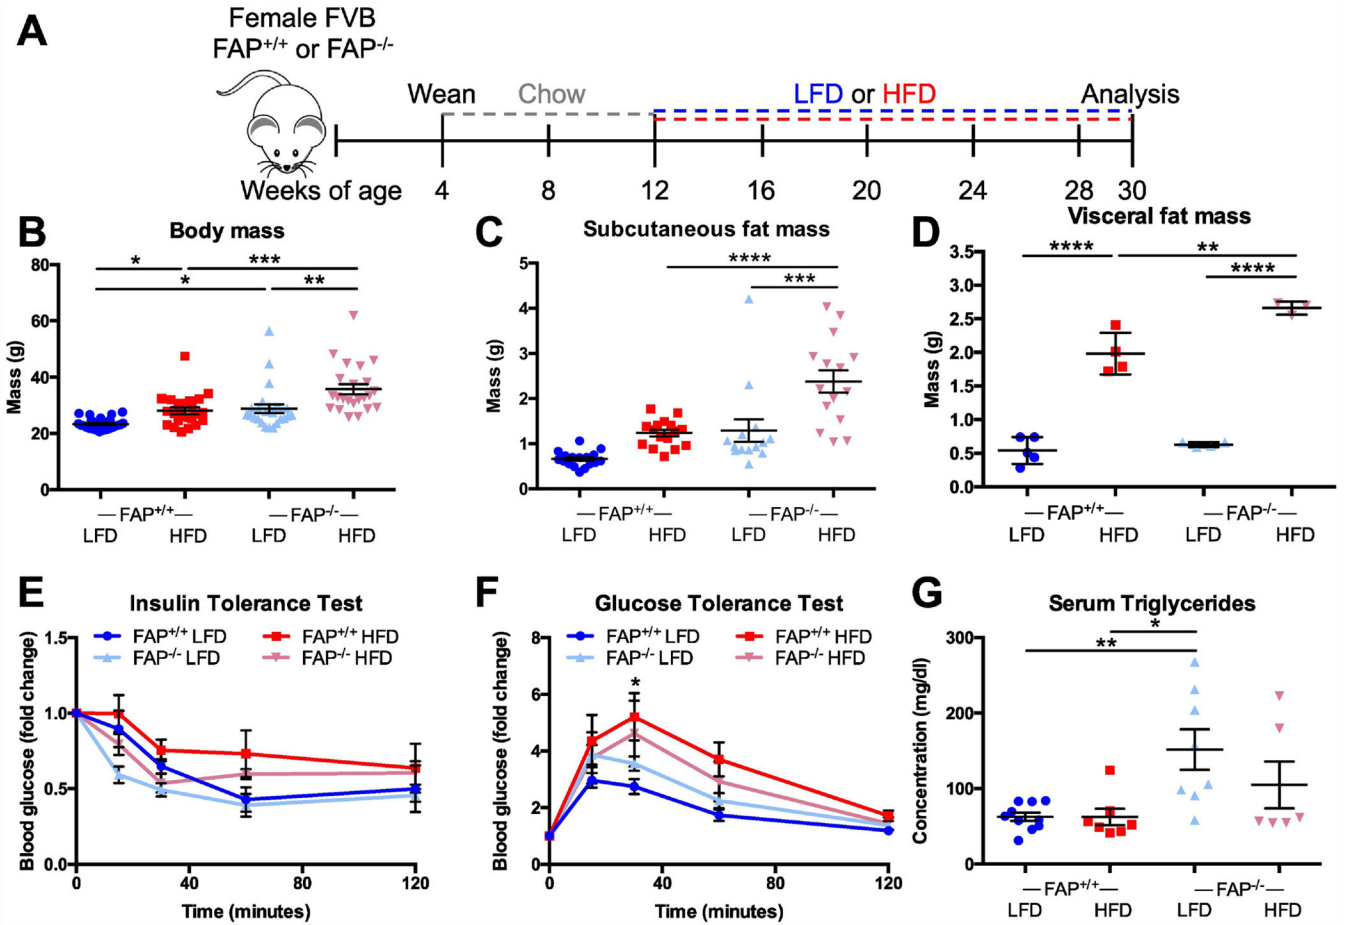 A
Female FVB
FAP+/+ or FAP-/-
Wean Chow LFD or HFD Analysis
Weeks of age 4 8 12 16 20 24 28 30
B
Body mass
* ***
* **
Mass (g)
80
60
40
20
0
FAP+/+ FAP-/-
LFD HFD LFD HFD
C
Subcutaneous fat mass
****
***
Mass (g)
5
4
3
2
1
0
FAP+/+ FAP-/-
LFD HFD LFD HFD
D
Visceral fat mass
**** **
****
Mass (g)
3.5
3.0
2.5
2.0
1.5
1.0
0.5
0.0
FAP+/+ FAP-/-
LFD HFD LFD HFD
E
Insulin Tolerance Test
FAP+/+ LFD FAP+/+ HFD
FAP-/- LFD FAP-/- HFD
Blood glucose (fold change)
1.5
1.0
0.5
0.0
0 40 80 120
Time (minutes)
F
Glucose Tolerance Test
FAP+/+ LFD FAP+/+ HFD
FAP-/- LFD FAP-/- HFD
*
Blood glucose (fold change)
8
6
4
2
0
0 40 80 120
Time (minutes)
G
Serum Triglycerides
*
**
Concentration (mg/dl)
300
200
100
0
FAP+/+ FAP-/-
LFD HFD LFD HFD